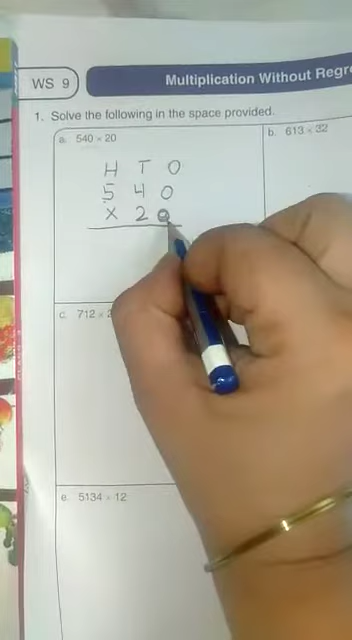 WS 9
Multiplication Without Regr
1. Solve the following in the space provided.
a. 540 × 20
b. 613 × 32
H T O
5 4 0
X 2 0
c. 712 × 2
e. 5134 × 12